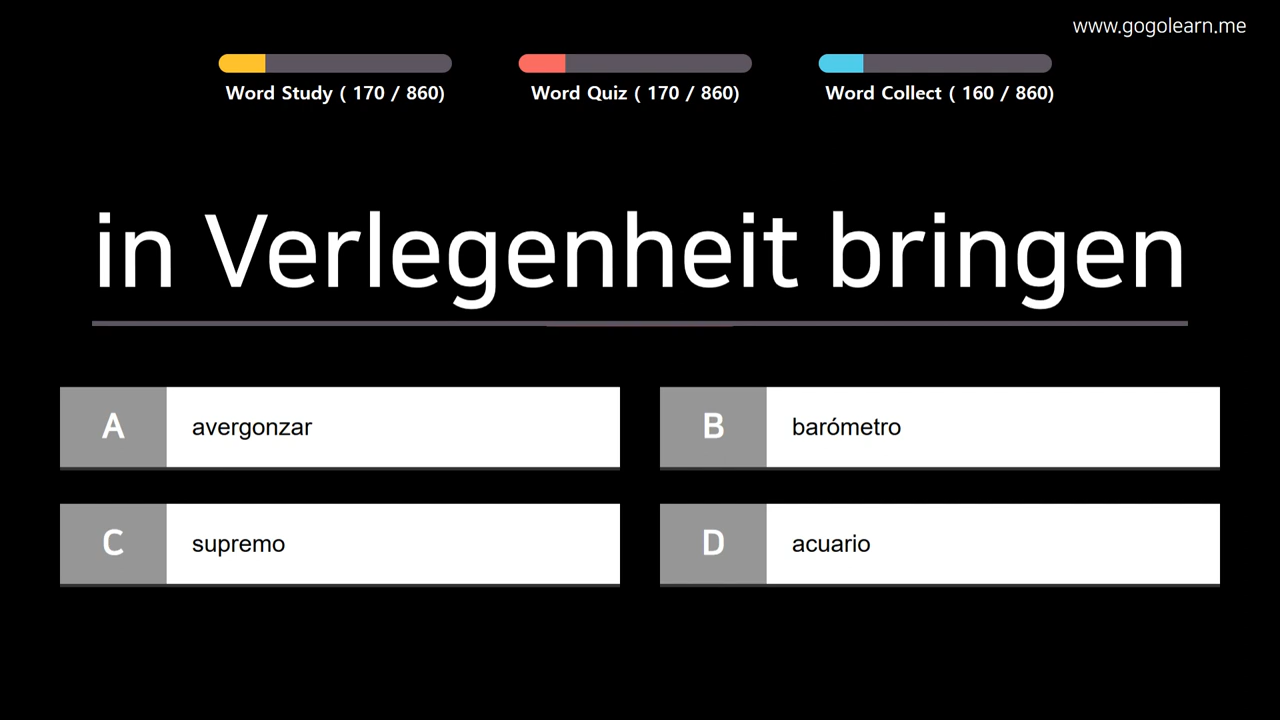 www.gogolearn.me
Word Study ( 170 / 860)
Word Quiz ( 170 / 860)
Word Collect ( 160 / 860)
in Verlegenheit bringen
A
avergonzar
B
barómetro
C
supremo
D
acuario